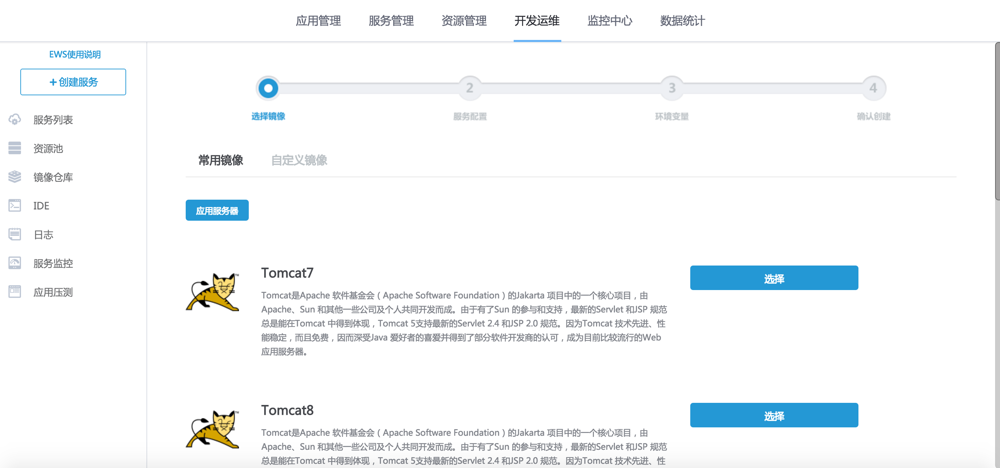 应用管理 服务管理 资源管理 开发运维 监控中心 数据统计
EWS使用说明
+创建服务
服务列表
资源池
镜像仓库
IDE
日志
服务监控
应用压测
2 3 4
选择镜像 服务配置 环境变量 确认创建
常用镜像 自定义镜像
应用服务器
TM
Tomcat7
选择
Tomcat是Apache 软件基金会（Apache Software Foundation）的Jakarta 项目中的一个核心项目，由
Apache、Sun 和其他一些公司及个人共同开发而成。由于有了Sun 的参与和支持，最新的Servlet 和JSP 规范
总是能在Tomcat 中得到体现，Tomcat 5支持最新的Servlet 2.4 和JSP 2.0 规范。因为Tomcat 技术先进、性
能稳定，而且免费，因而深受Java 爱好者的喜爱并得到了部分软件开发商的认可，成为目前比较流行的Web
应用服务器。
TM
Tomcat8
选择
Tomcat是Apache 软件基金会（Apache Software Foundation）的Jakarta 项目中的一个核心项目，由
Apache、Sun 和其他一些公司及个人共同开发而成。由于有了Sun 的参与和支持，最新的Servlet 和JSP 规范
总是能在Tomcat 中得到体现，Tomcat 5支持最新的Servlet 2.4 和JSP 2.0 规范。因为Tomcat 技术先进、性